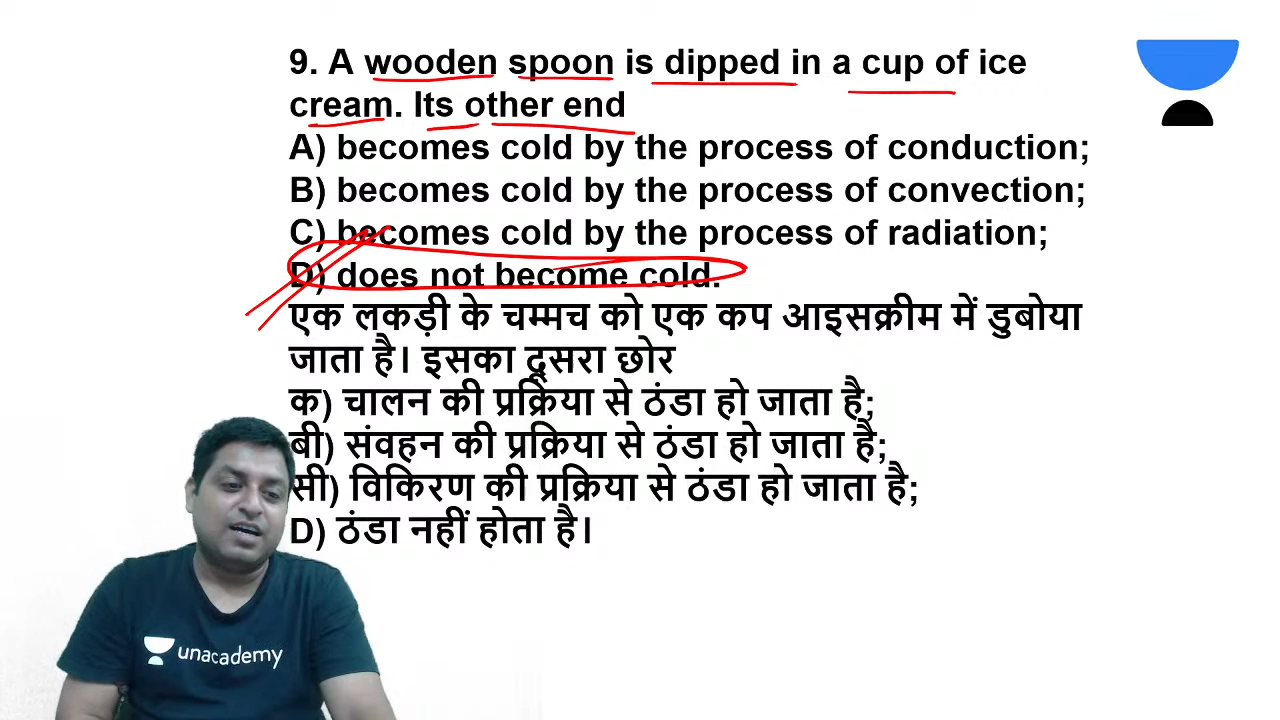 9. A wooden spoon is dipped in a cup of ice
cream. Its other end
A) becomes cold by the process of conduction;
B) becomes cold by the process of convection;
C) becomes cold by the process of radiation;
D) does not become cold.
एक लकड़ी के चम्मच को एक कप आइसक्रीम में डुबोया
जाता है। इसका दूसरा छोर
क) चालन की प्रक्रिया से ठंडा हो जाता है;
बी) संवहन की प्रक्रिया से ठंडा हो जाता है;
सी) विकिरण की प्रक्रिया से ठंडा हो जाता है;
D) ठंडा नहीं होता है।
unacademy